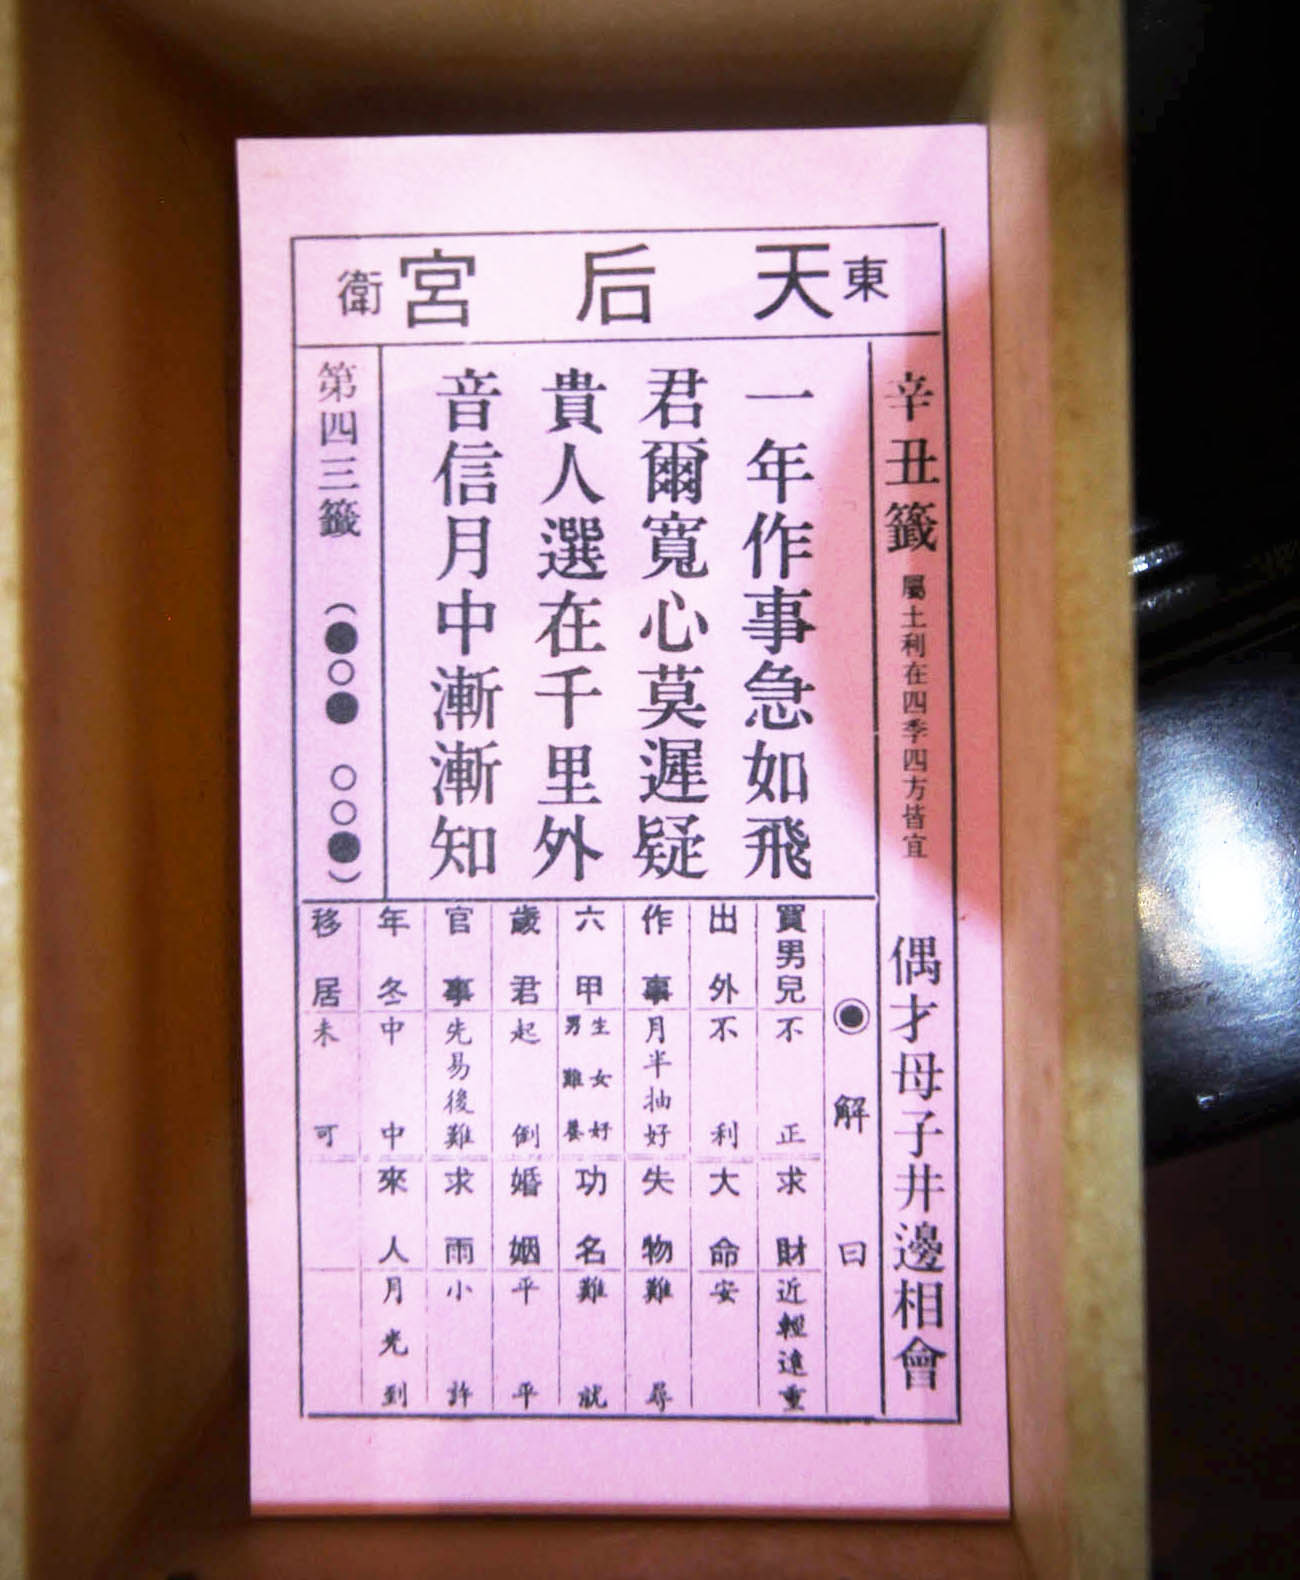 東 天后宮 衛
辛丑籤 屬土利在四季四方皆宜 偶才母子井邊相會
一年作事急如飛
君爾寬心莫遲疑
貴人選在千里外
音信月中漸漸知
第四三籤 (●○● ○○●)
◉解曰
買男兒 不正 求財 近輕遠重
出外 不利 大命 安
作事 月半抽好 失物 難尋
六甲 生女好男難養 功名 難就
歲君 起倒 婚姻 平平
官事 先易後難 求雨 小許
年冬 中中 來人 月光到
移居 未可